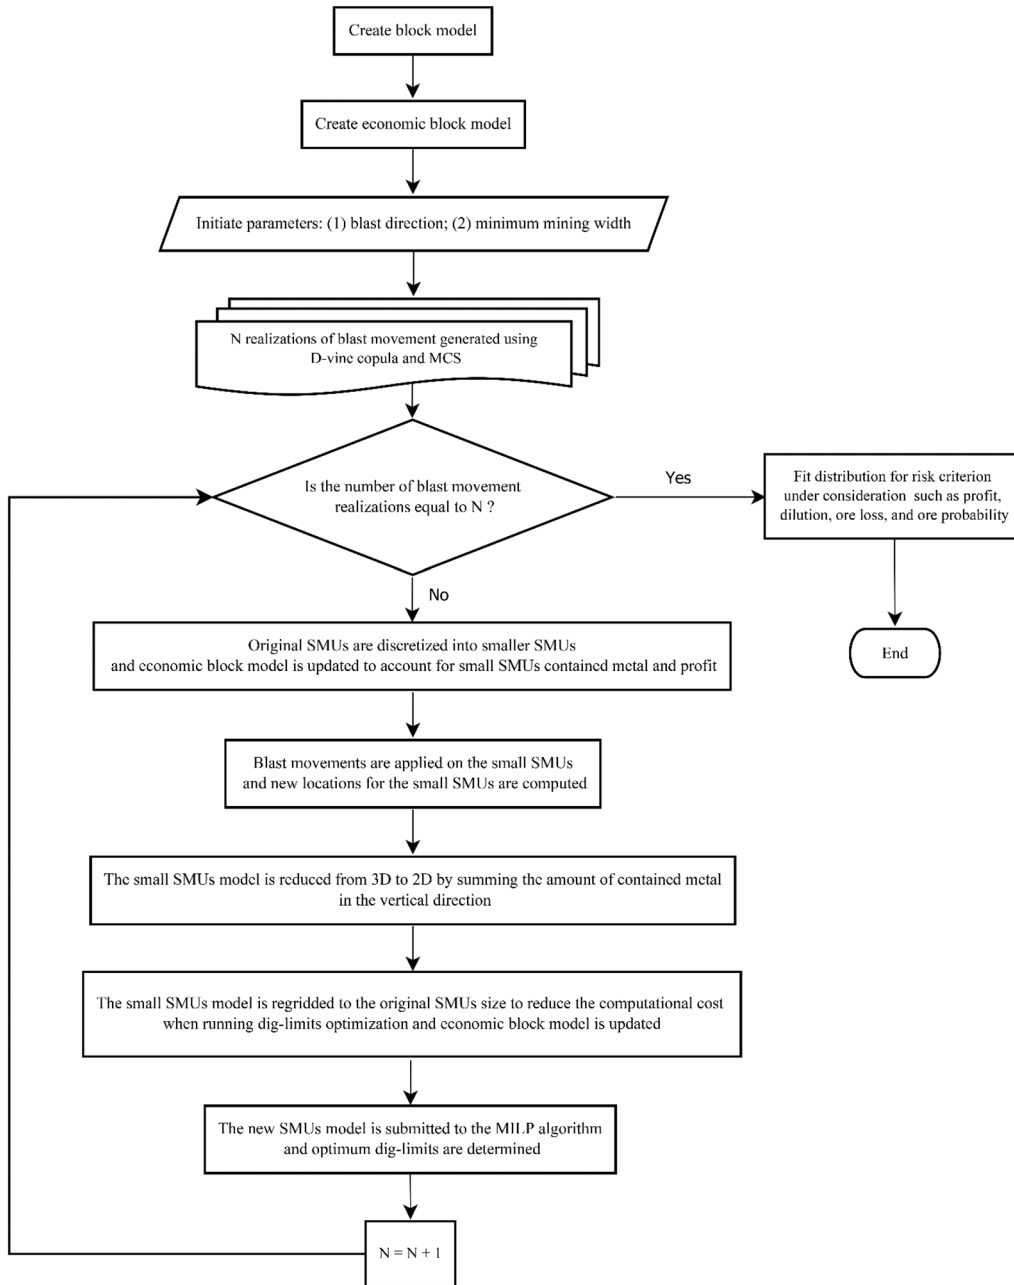 Create block model
Create economic block model
Initiate parameters: (1) blast direction; (2) minimum mining width
N realizations of blast movement generated using
D-vine copula and MCS
Is the number of blast movement
realizations equal to N ?
Yes
Fit distribution for risk criterion
under consideration such as profit,
dilution, ore loss, and ore probability
End
No
Original SMUs are discretized into smaller SMUs
and economic block model is updated to account for small SMUs contained metal and profit
Blast movements are applied on the small SMUs
and new locations for the small SMUs are computed
The small SMUs model is reduced from 3D to 2D by summing the amount of contained metal
in the vertical direction
The small SMUs model is regridded to the original SMUs size to reduce the computational cost
when running dig-limits optimization and economic block model is updated
The new SMUs model is submitted to the MILP algorithm
and optimum dig-limits are determined
N = N + 1